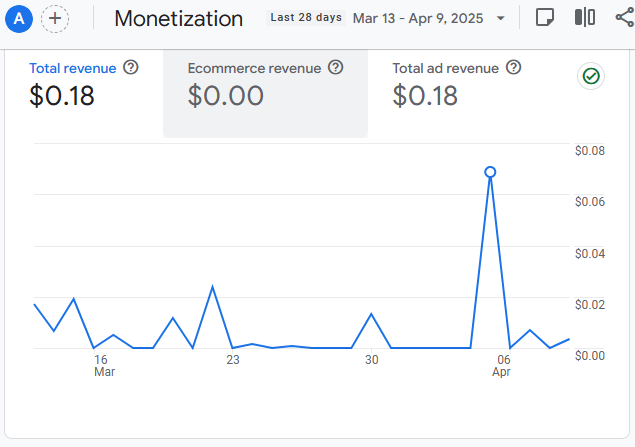 A
Monetization Last 28 days Mar 13 - Apr 9, 2025
Total revenue
$0.18
Ecommerce revenue
$0.00
Total ad revenue
$0.18
$0.08
$0.06
$0.04
$0.02
$0.00
16
Mar
23
30
06
Apr